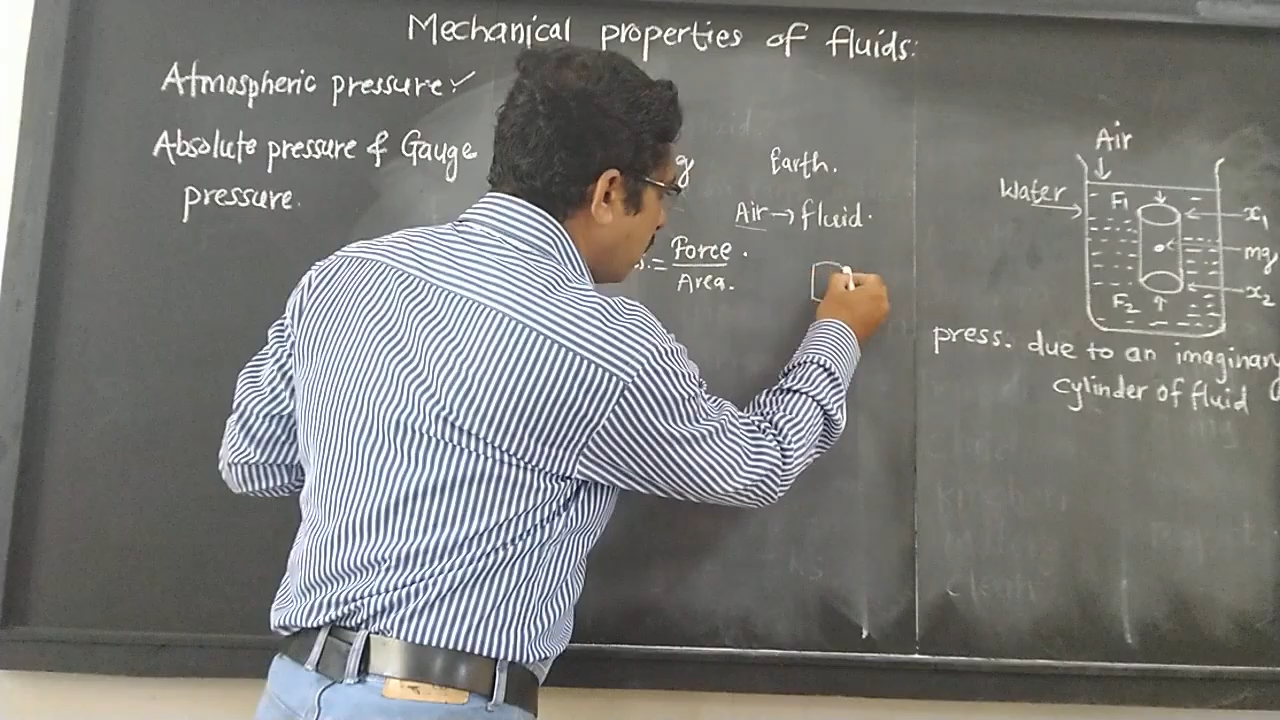 Mechanical properties of fluids:
Atmospheric pressure ✓
Absolute pressure & Gauge
pressure.
g
Earth.
Air → fluid.
s. = Force / Area.
Air
Water
F₁
x₁
mg
x₂
F₂
press. due to an imaginary
cylinder of fluid